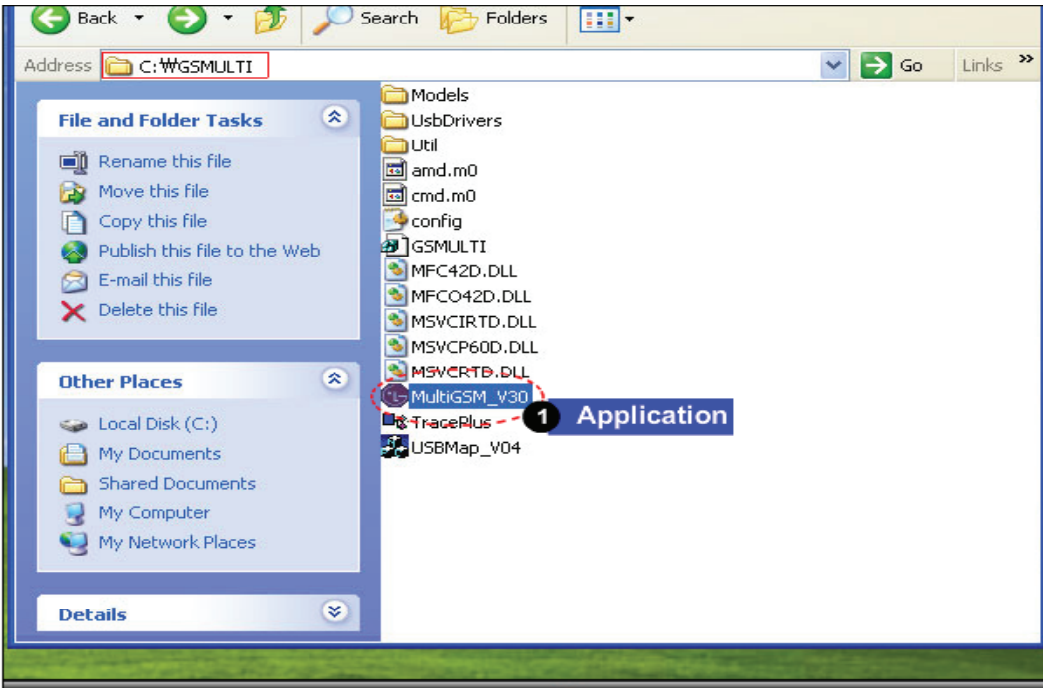 Back Search Folders
Address C:₩GSMULTI Go Links »
File and Folder Tasks
Rename this file
Move this file
Copy this file
Publish this file to the Web
E-mail this file
Delete this file
Other Places
Local Disk (C:)
My Documents
Shared Documents
My Computer
My Network Places
Details
Models
UsbDrivers
Util
amd.m0
cmd.m0
config
GSMULTI
MFC42D.DLL
MFCO42D.DLL
MSVCIRTD.DLL
MSVCP60D.DLL
MSVCRTD.DLL
MultiGSM_V30
1 Application
TracePlus
USBMap_V04